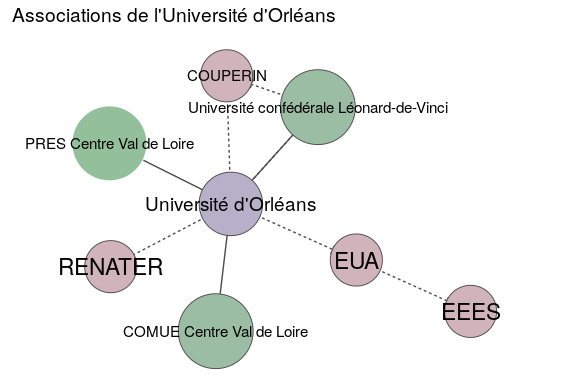 Associations de l'Université d'Orléans
COUPERIN
Université confédérale Léonard-de-Vinci
PRES Centre Val de Loire
Université d'Orléans
RENATER
EUA
EEES
COMUE Centre Val de Loire